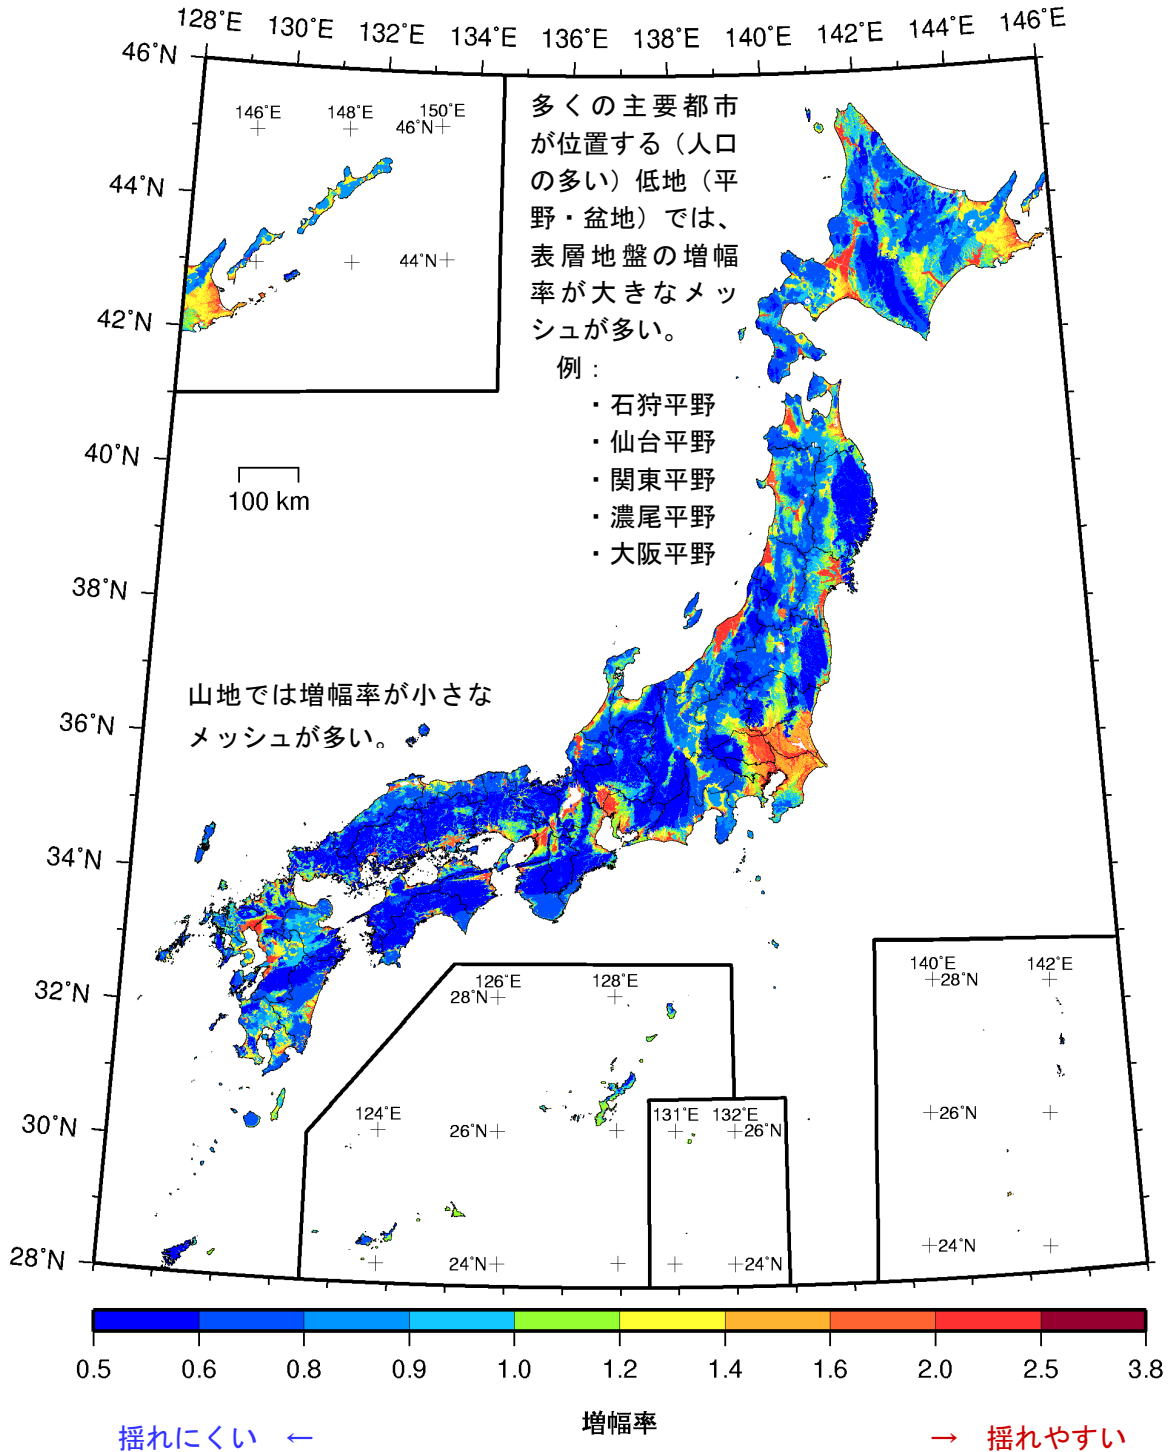 128°E 130°E 132°E 134°E 136°E 138°E 140°E 142°E 144°E 146°E
46°N
44°N
42°N
40°N
38°N
36°N
34°N
32°N
30°N
28°N
146°E 148°E 150°E
46°N
44°N
多くの主要都市
が位置する（人口
の多い）低地（平
野・盆地）では、
表層地盤の増幅
率が大きなメッ
シュが多い。
例：
・石狩平野
・仙台平野
・関東平野
・濃尾平野
・大阪平野
100 km
山地では増幅率が小さな
メッシュが多い。
126°E 128°E
28°N
124°E
26°N
24°N
131°E 132°E
26°N
24°N
140°E 142°E
28°N
26°N
24°N
0.5 0.6 0.8 0.9 1.0 1.2 1.4 1.6 2.0 2.5 3.8
増幅率
揺れにくい ← → 揺れやすい